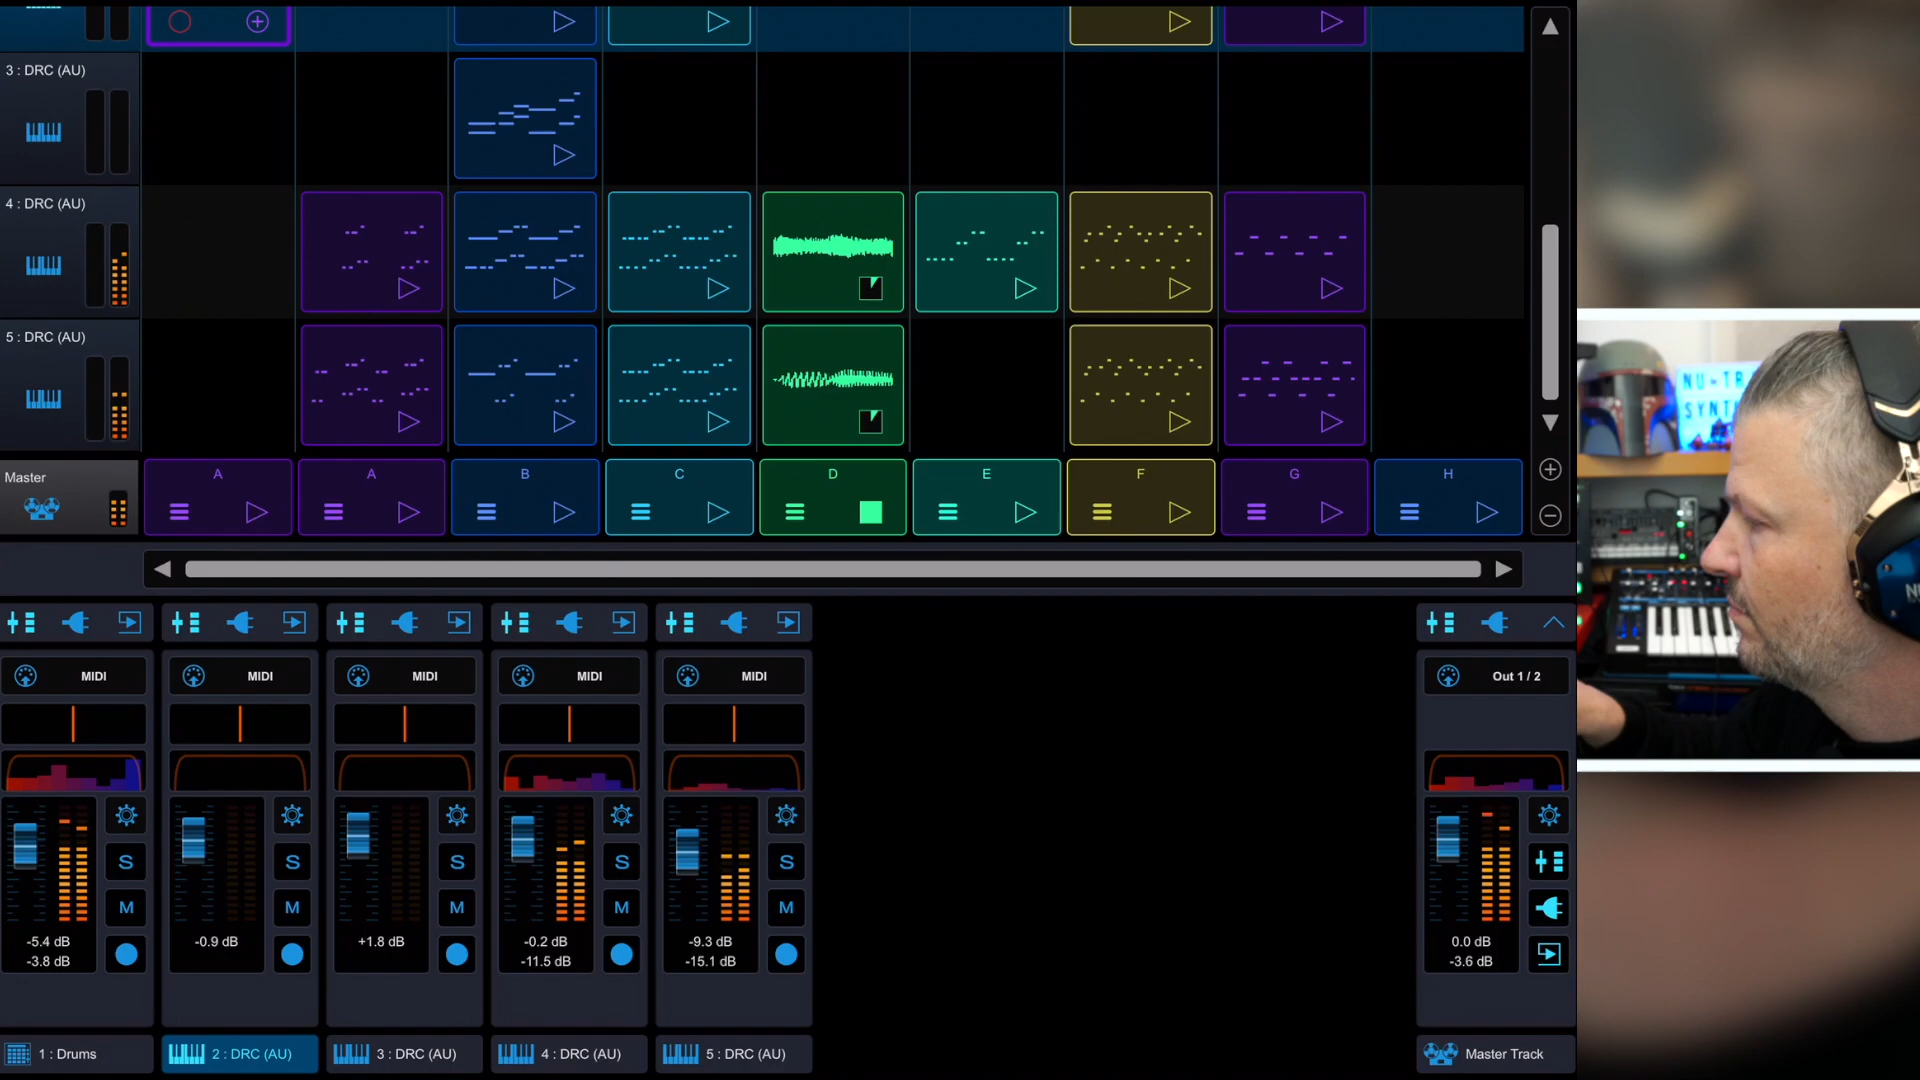 3 : DRC (AU)
4 : DRC (AU)
5 : DRC (AU)
Master
A A B C D E F G H
MIDI MIDI MIDI MIDI MIDI Out 1 / 2
S S S S S
M M M M M
-5.4 dB -0.9 dB +1.8 dB -0.2 dB -9.3 dB 0.0 dB
-3.8 dB -11.5 dB -15.1 dB -3.6 dB
1 : Drums 2 : DRC (AU) 3 : DRC (AU) 4 : DRC (AU) 5 : DRC (AU) Master Track
NU-TR
SYNT